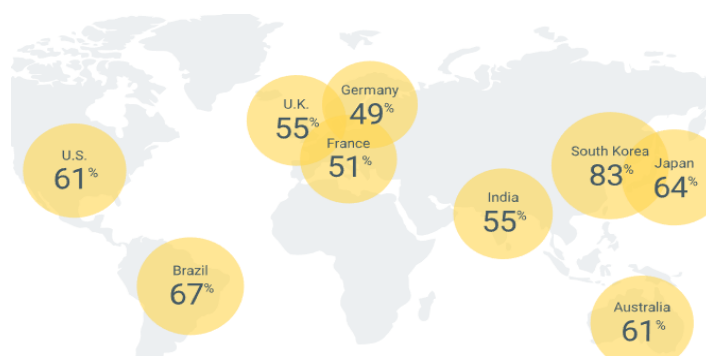 U.S.
61%
U.K.
55%
Germany
49%
France
51%
South Korea
83%
Japan
64%
India
55%
Brazil
67%
Australia
61%